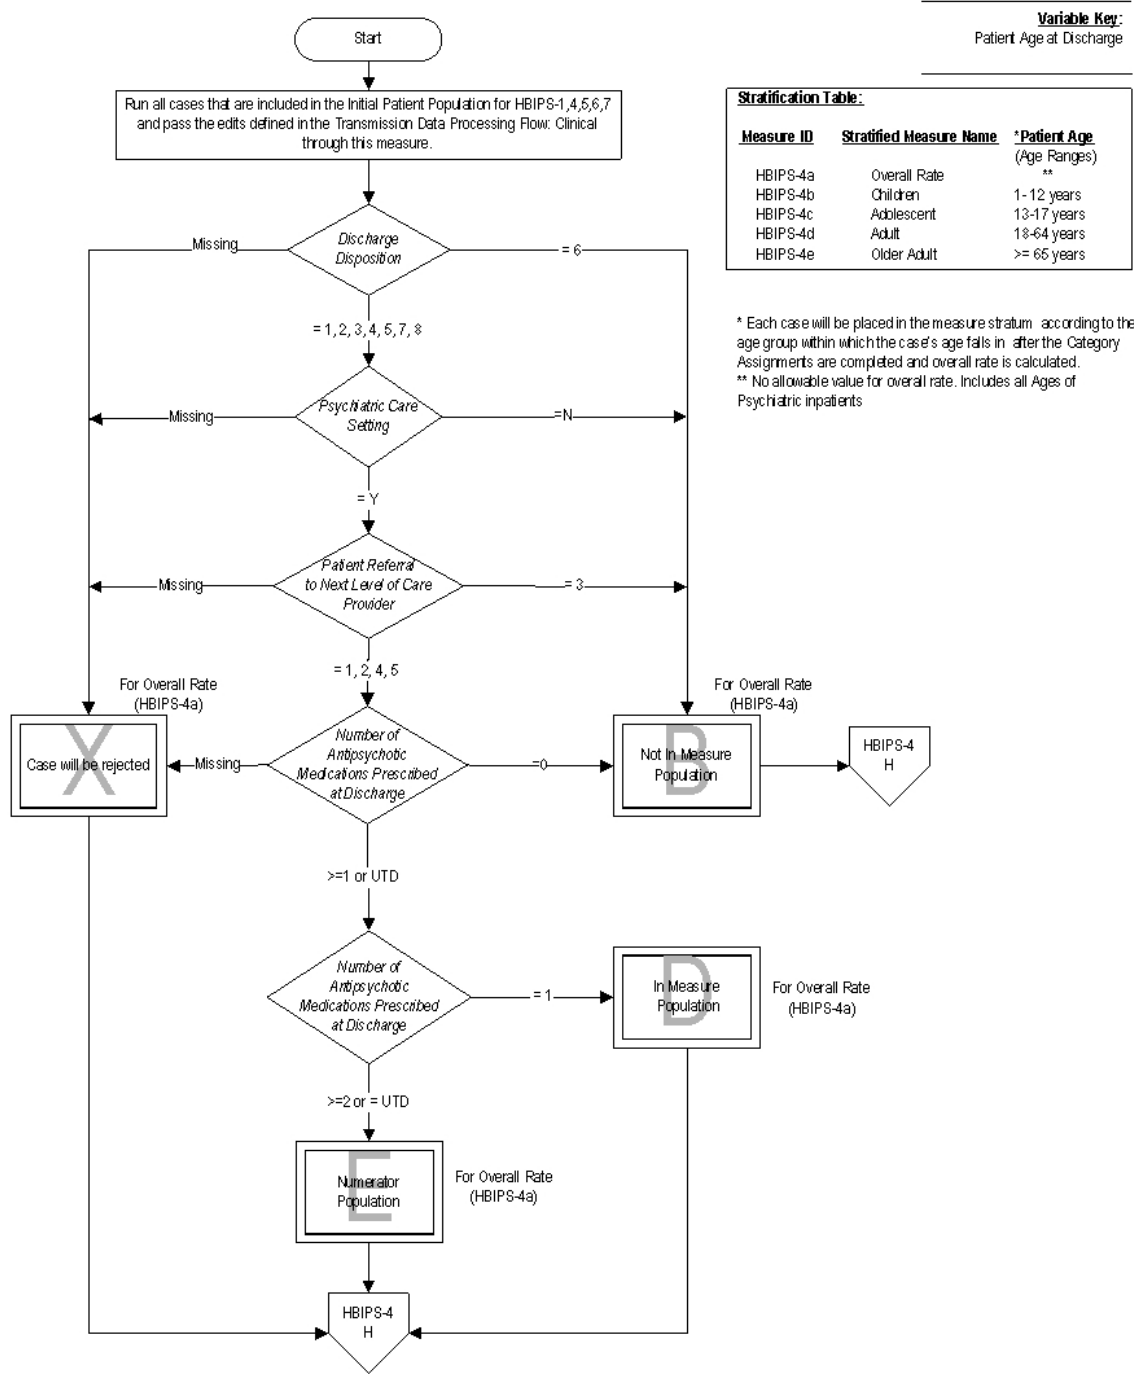 Variable Key:
Patient Age at Discharge
Start
Run all cases that are included in the Initial Patient Population for HBIPS-1,4,5,6,7
and pass the edits defined in the Transmission Data Processing Flow: Clinical
through this measure.
Stratification Table:
Measure ID Stratified Measure Name *Patient Age
(Age Ranges)
HBIPS-4a Overall Rate **
HBIPS-4b Children 1-12 years
HBIPS-4c Adolescent 13-17 years
HBIPS-4d Adult 18-64 years
HBIPS-4e Older Adult >= 65 years
* Each case will be placed in the measure stratum according to the
age group within which the case's age falls in after the Category
Assignments are completed and overall rate is calculated.
** No allowable value for overall rate. Includes all Ages of
Psychiatric inpatients
Missing
Discharge
Disposition
= 6
= 1, 2, 3, 4, 5, 7, 8
Missing
Psychiatric Care
Setting
=N
= Y
Missing
Patient Referral
to Next Level of Care
Provider
= 3
= 1, 2, 4, 5
For Overall Rate
(HBIPS-4a)
For Overall Rate
(HBIPS-4a)
X
Case will be rejected
Missing
Number of
Antipsychotic
Medications Prescribed
at Discharge
=0
B
Not In Measure
Population
HBIPS-4
H
>=1 or UTD
Number of
Antipsychotic
Medications Prescribed
at Discharge
= 1
D
In Measure
Population
For Overall Rate
(HBIPS-4a)
>=2 or = UTD
E
Numerator
Population
For Overall Rate
(HBIPS-4a)
HBIPS-4
H